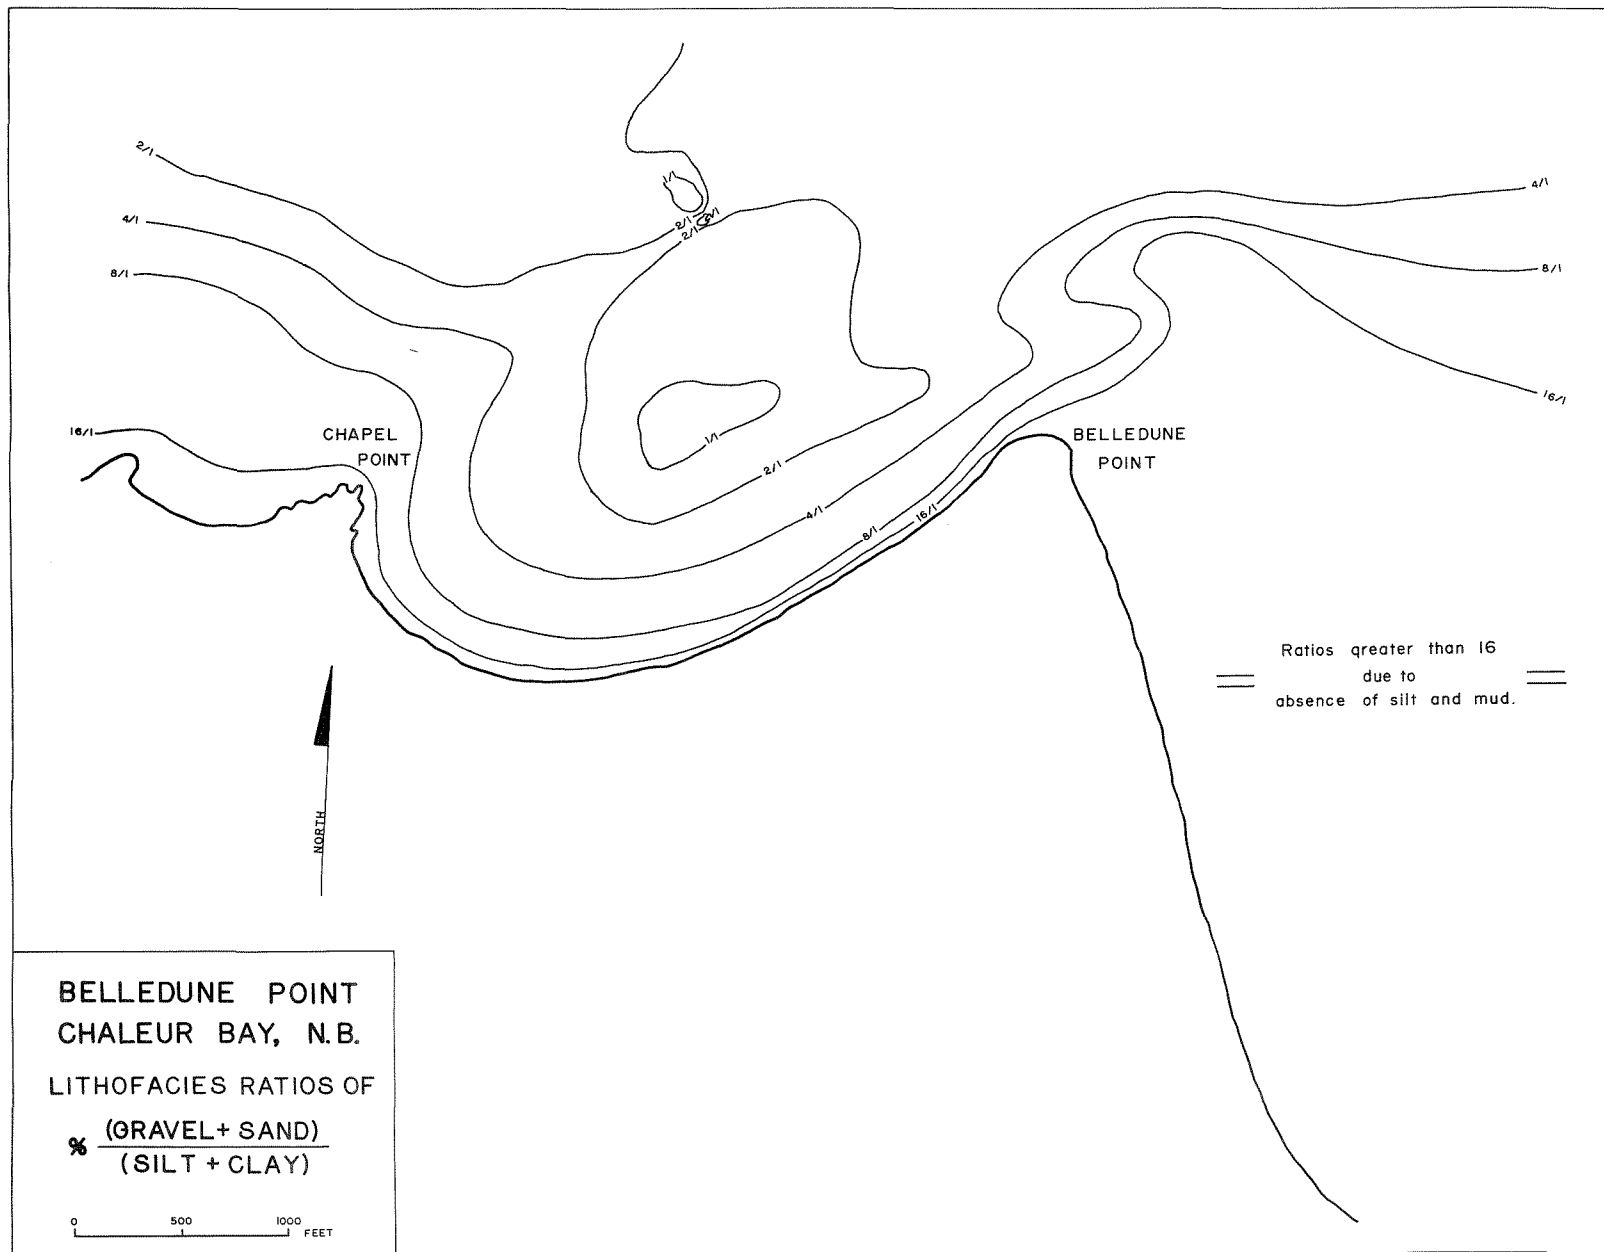 2/1
1/1
4/1
2/1
2/1
2/1
4/1
8/1
8/1
16/1
16/1
CHAPEL
POINT
BELLEDUNE
POINT
1/1
2/1
4/1
8/1
16/1
Ratios qreater than 16
due to
absence of silt and mud.
NORTH
BELLEDUNE POINT
CHALEUR BAY, N.B.
LITHOFACIES RATIOS OF
% (GRAVEL + SAND)
(SILT + CLAY)
0 500 1000
FEET